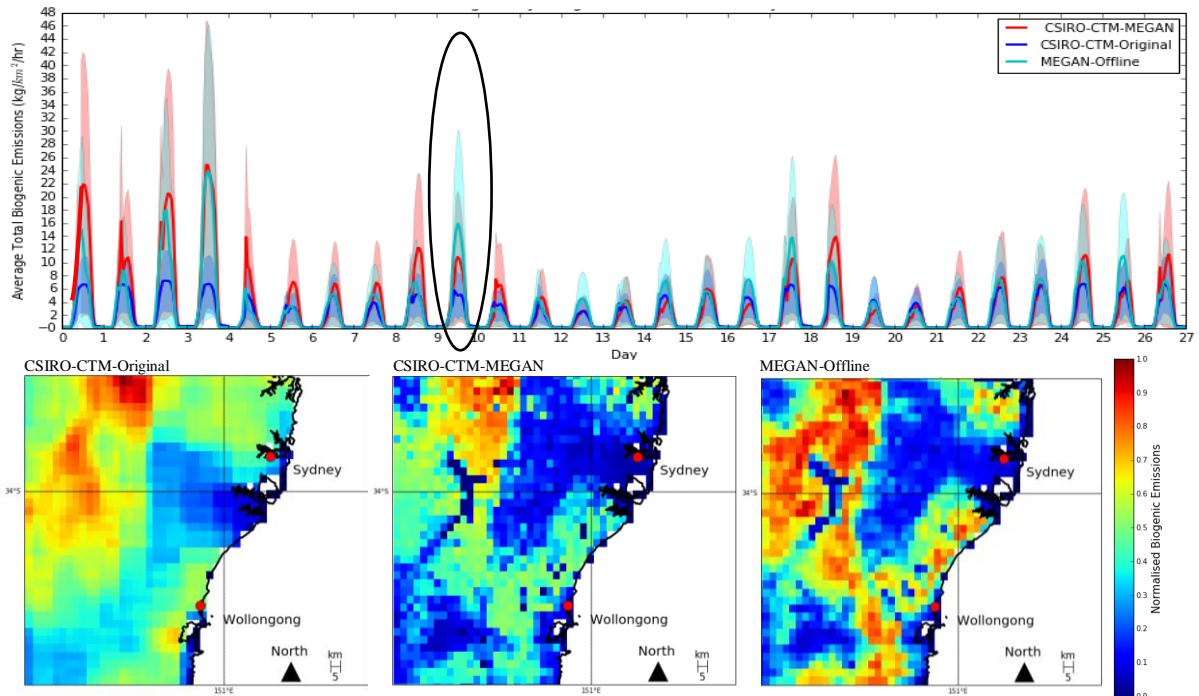 48
46
44
42
40
38
36
34
32
30
28
26
24
22
20
18
16
14
12
10
8
6
4
2
−0
Average Total Biogenic Emissions (kg/km²/hr)
CSIRO-CTM-MEGAN
CSIRO-CTM-Original
MEGAN-Offline
0 1 2 3 4 5 6 7 8 9 10 11 12 13 14 15 16 17 18 19 20 21 22 23 24 25 26 27
Day
CSIRO-CTM-Original
Sydney
34°S
Wollongong
North
km
5
151°E
CSIRO-CTM-MEGAN
Sydney
34°S
Wollongong
North
km
5
151°E
MEGAN-Offline
Sydney
34°S
Wollongong
North
km
5
151°E
1.0
0.9
0.8
0.7
0.6
0.5
0.4
0.3
0.2
0.1
0.0
Normalised Biogenic Emissions